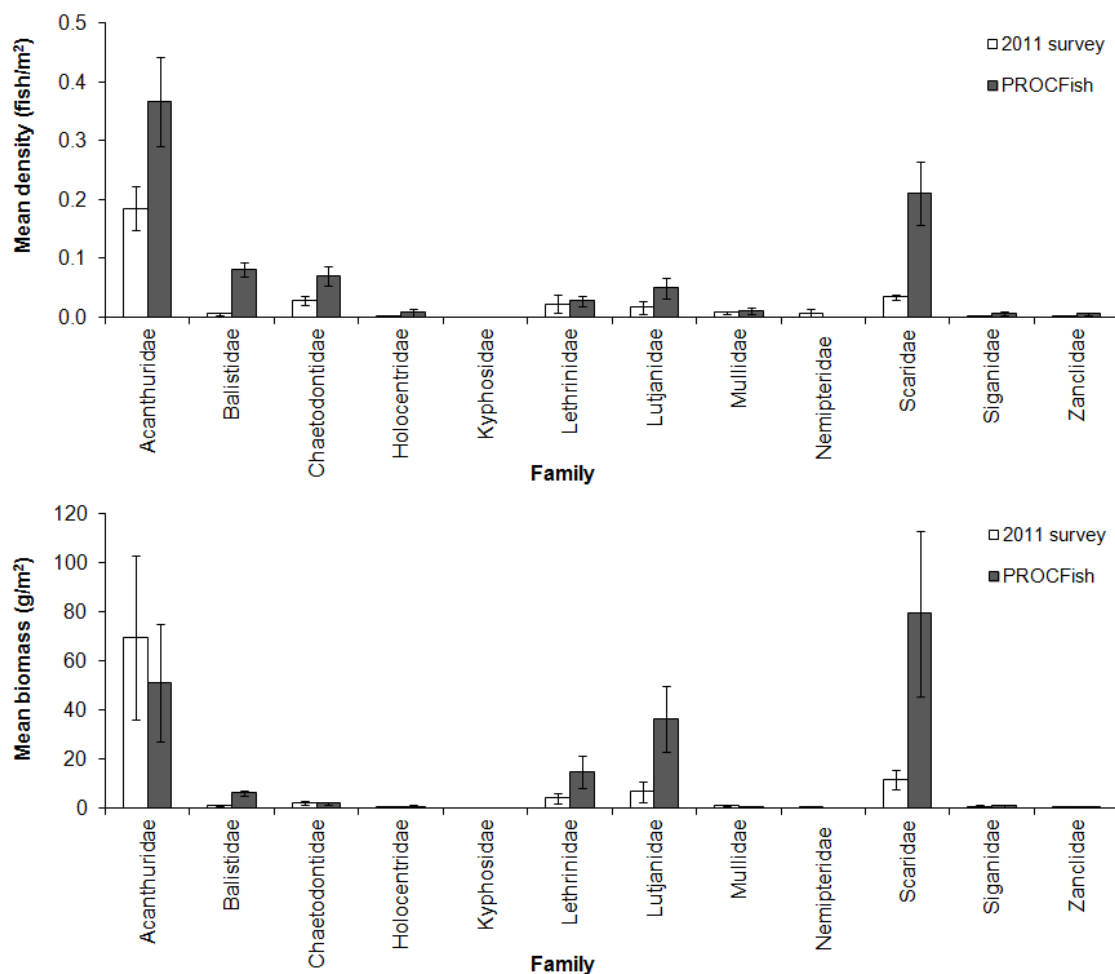 Mean density (fish/m²)
0.5
0.4
0.3
0.2
0.1
0.0
2011 survey
PROCFish
Acanthuridae
Balistidae
Chaetodontidae
Holocentridae
Kyphosidae
Lethrinidae
Lutjanidae
Mullidae
Nemipteridae
Scaridae
Siganidae
Zanclidae
Family
Mean biomass (g/m²)
120
100
80
60
40
20
0
2011 survey
PROCFish
Acanthuridae
Balistidae
Chaetodontidae
Holocentridae
Kyphosidae
Lethrinidae
Lutjanidae
Mullidae
Nemipteridae
Scaridae
Siganidae
Zanclidae
Family